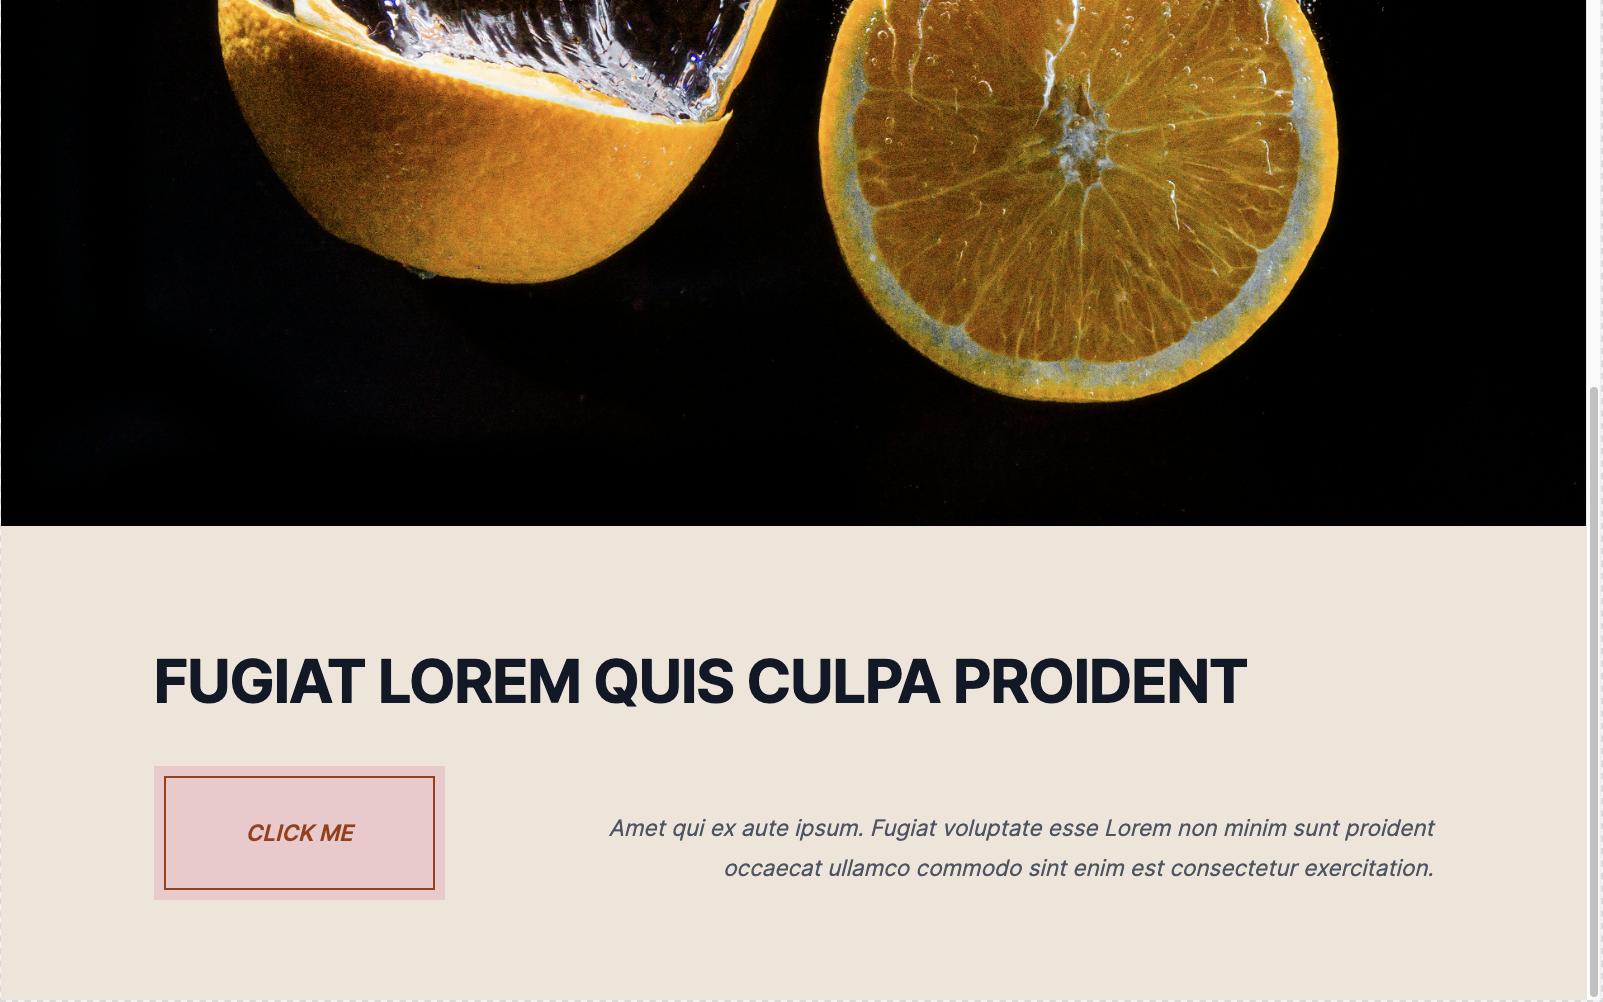 FUGIAT LOREM QUIS CULPA PROIDENT
CLICK ME
Amet qui ex aute ipsum. Fugiat voluptate esse Lorem non minim sunt proident
occaecat ullamco commodo sint enim est consectetur exercitation.